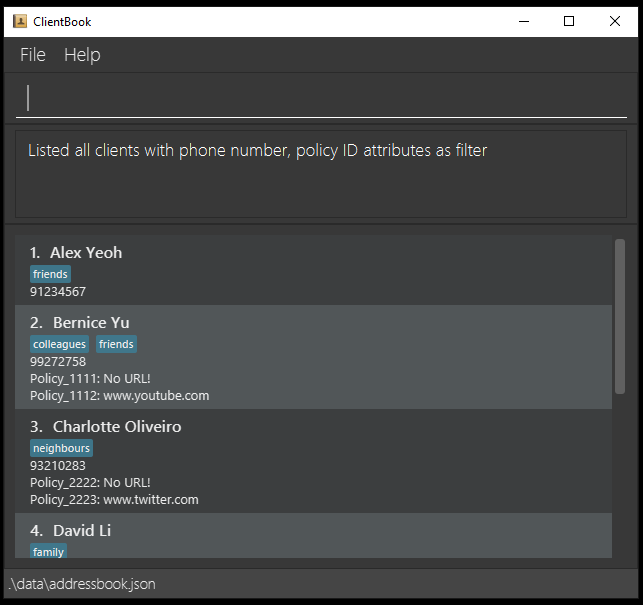 ClientBook
File Help
Listed all clients with phone number, policy ID attributes as filter
1. Alex Yeoh
friends
91234567
2. Bernice Yu
colleagues friends
99272758
Policy_1111: No URL!
Policy_1112: www.youtube.com
3. Charlotte Oliveiro
neighbours
93210283
Policy_2222: No URL!
Policy_2223: www.twitter.com
4. David Li
family
.\data\addressbook.json